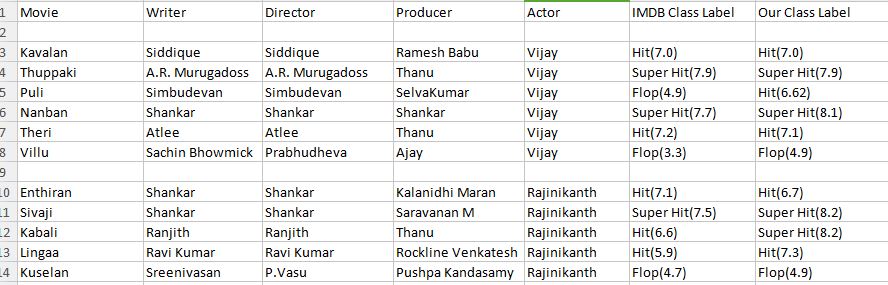 1 Movie Writer Director Producer Actor IMDB Class Label Our Class Label
2
3 Kavalan Siddique Siddique Ramesh Babu Vijay Hit(7.0) Hit(7.0)
4 Thuppaki A.R. Murugadoss A.R. Murugadoss Thanu Vijay Super Hit(7.9) Super Hit(7.9)
5 Puli Simbudevan Simbudevan SelvaKumar Vijay Flop(4.9) Hit(6.62)
6 Nanban Shankar Shankar Shankar Vijay Super Hit(7.7) Super Hit(8.1)
7 Theri Atlee Atlee Thanu Vijay Hit(7.2) Hit(7.1)
8 Villu Sachin Bhowmick Prabhudheva Ajay Vijay Flop(3.3) Flop(4.9)
9
10 Enthiran Shankar Shankar Kalanidhi Maran Rajinikanth Hit(7.1) Hit(6.7)
11 Sivaji Shankar Shankar Saravanan M Rajinikanth Super Hit(7.5) Super Hit(8.2)
12 Kabali Ranjith Ranjith Thanu Rajinikanth Hit(6.6) Super Hit(8.2)
13 Lingaa Ravi Kumar Ravi Kumar Rockline Venkatesh Rajinikanth Hit(5.9) Hit(7.3)
14 Kuselan Sreenivasan P.Vasu Pushpa Kandasamy Rajinikanth Flop(4.7) Flop(4.9)